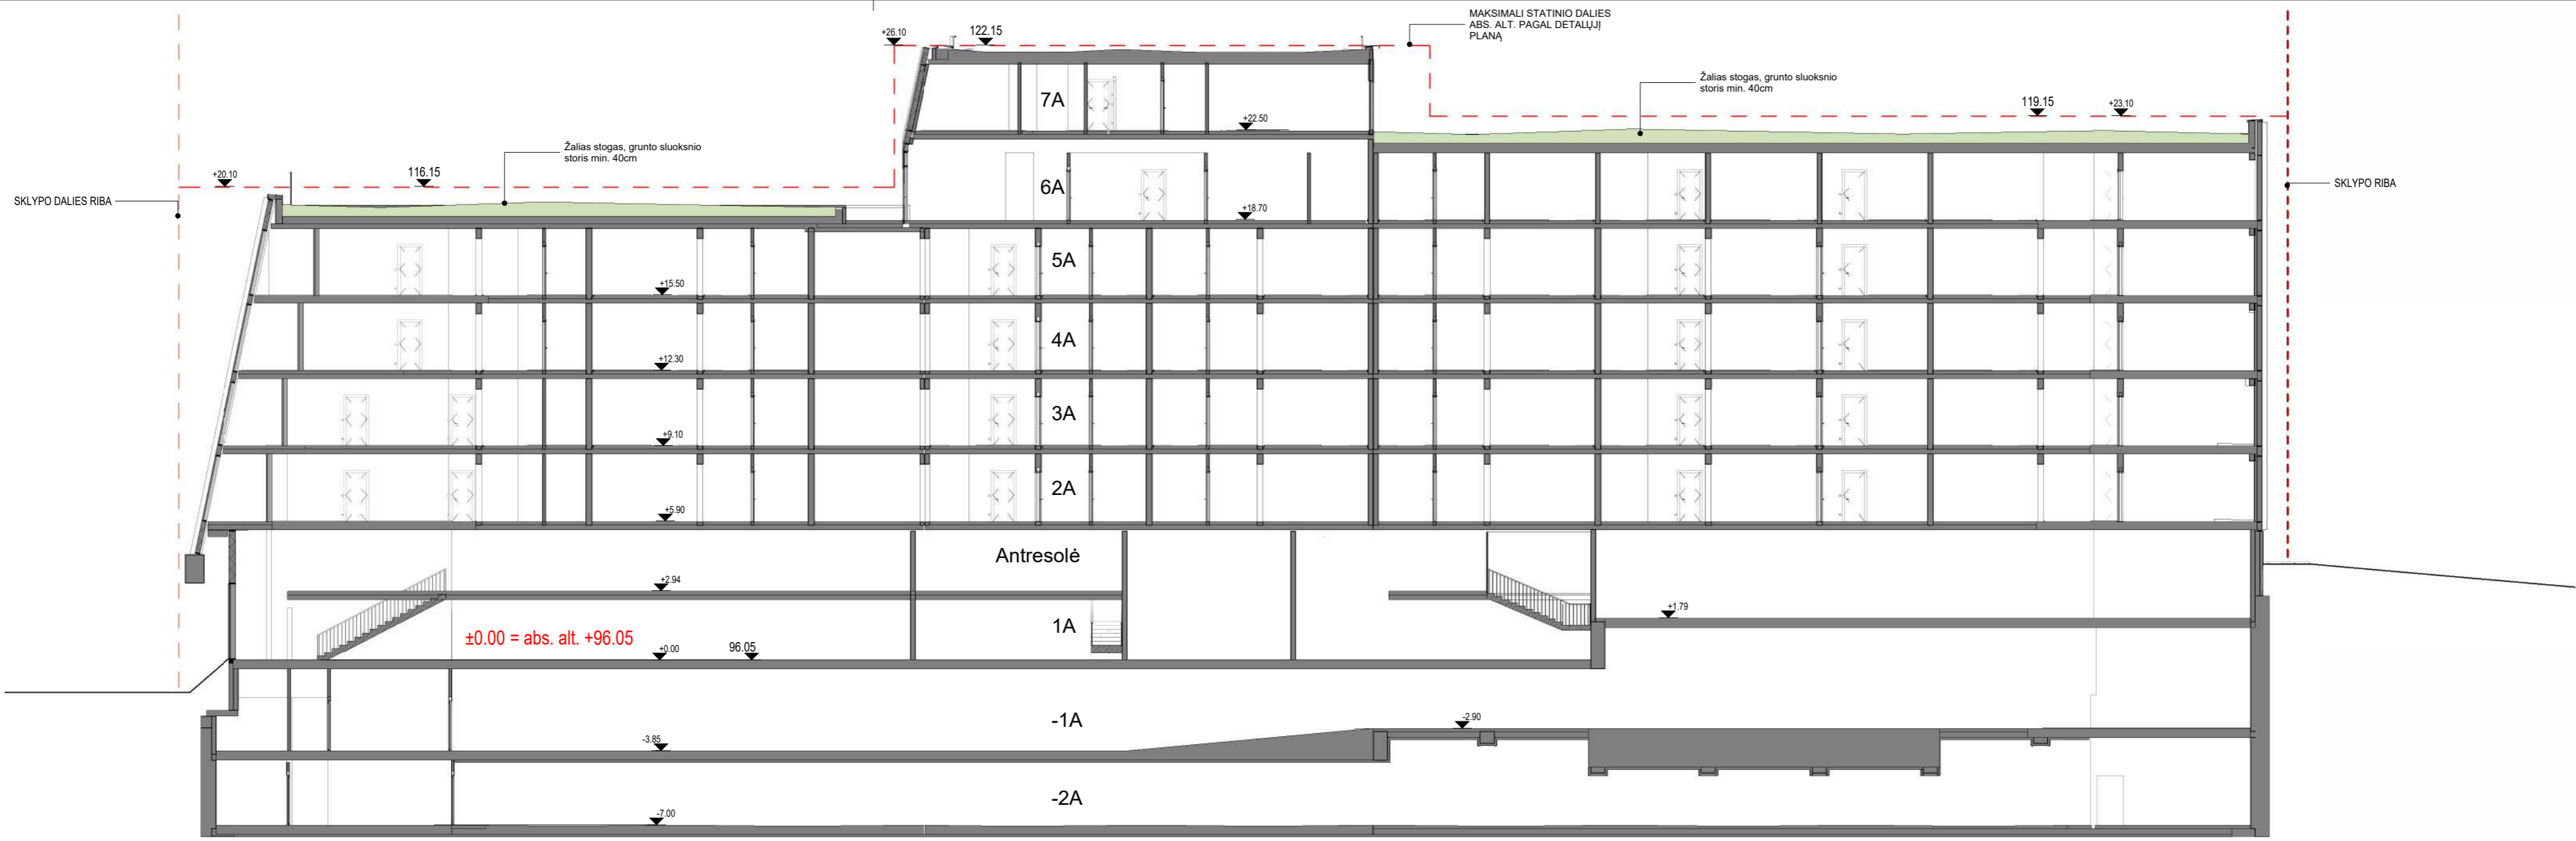 MAKSIMALI STATINIO DALIES
ABS. ALT. PAGAL DETALŲJĮ
PLANĄ
+26.10
122.15
Žalias stogas, grunto sluoksnio
storis min. 40cm
7A
119.15
+23.10
+22.50
Žalias stogas, grunto sluoksnio
storis min. 40cm
+20.10
116.15
6A
SKLYPO RIBA
SKLYPO DALIES RIBA
+18.70
5A
+15.50
4A
+12.30
3A
+9.10
2A
+5.90
Antresolė
+2.94
+1.79
1A
±0.00 = abs. alt. +96.05
+0.00
96.05
-1A
-2.90
-3.85
-2A
-7.00